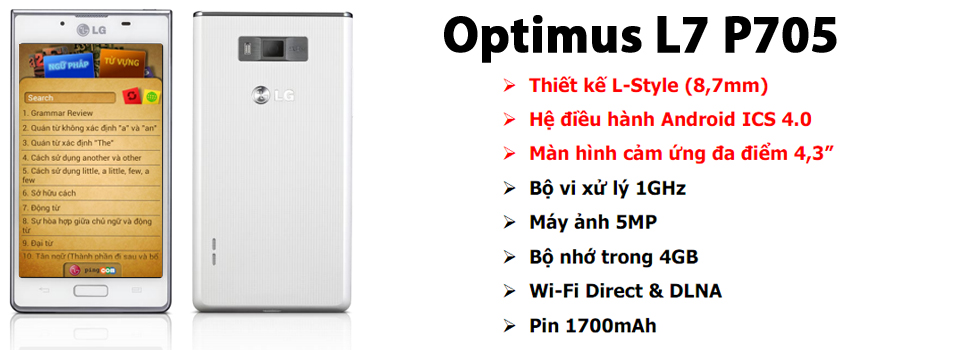 LG
NGỮ PHÁP
TỪ VỰNG
Search
1. Grammar Review
2. Quán từ không xác định "a" và "an"
3. Quán từ xác định "The"
4. Cách sử dụng another và other
5. Cách sử dụng little, a little, few, a
few
6. Sở hữu cách
7. Động từ
8. Sự hòa hợp giữa chủ ngữ và động
từ
9. Đại từ
10. Tân ngữ (Thành phần đi sau và bổ
pingcom
LG
Optimus L7 P705
➢ Thiết kế L-Style (8,7mm)
➢ Hệ điều hành Android ICS 4.0
➢ Màn hình cảm ứng đa điểm 4,3”
➢ Bộ vi xử lý 1GHz
➢ Máy ảnh 5MP
➢ Bộ nhớ trong 4GB
➢ Wi-Fi Direct & DLNA
➢ Pin 1700mAh